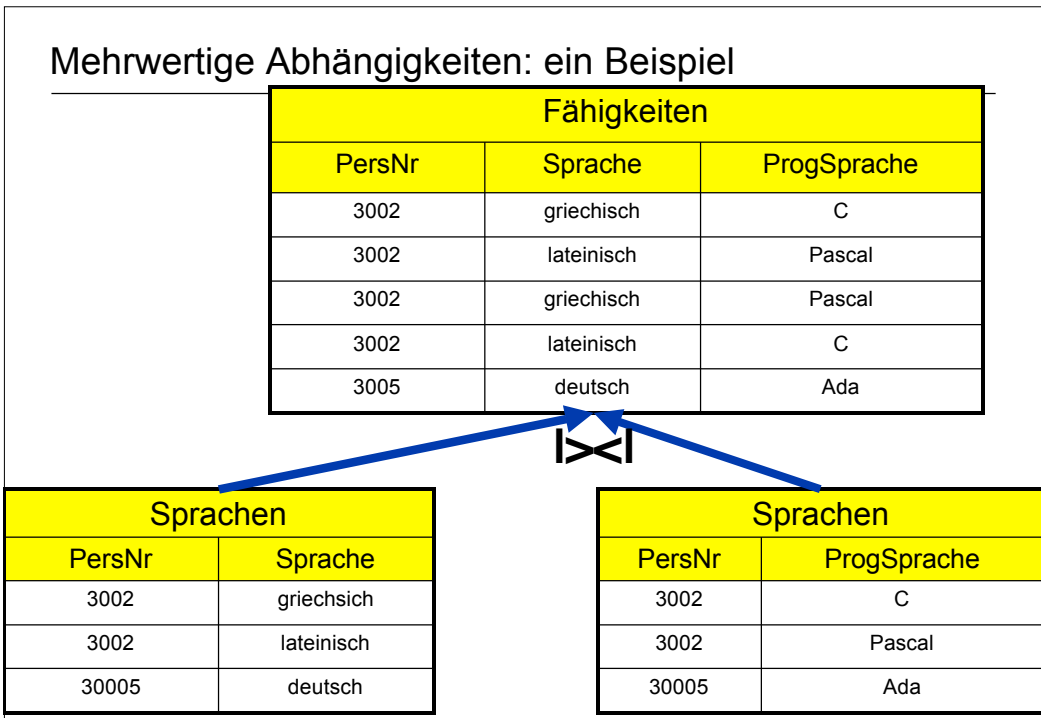 Mehrwertige Abhängigkeiten: ein Beispiel
Fähigkeiten
PersNr Sprache ProgSprache
3002 griechisch C
3002 lateinisch Pascal
3002 griechisch Pascal
3002 lateinisch C
3005 deutsch Ada
|><|
Sprachen
PersNr Sprache
3002 griechsich
3002 lateinisch
30005 deutsch
Sprachen
PersNr ProgSprache
3002 C
3002 Pascal
30005 Ada